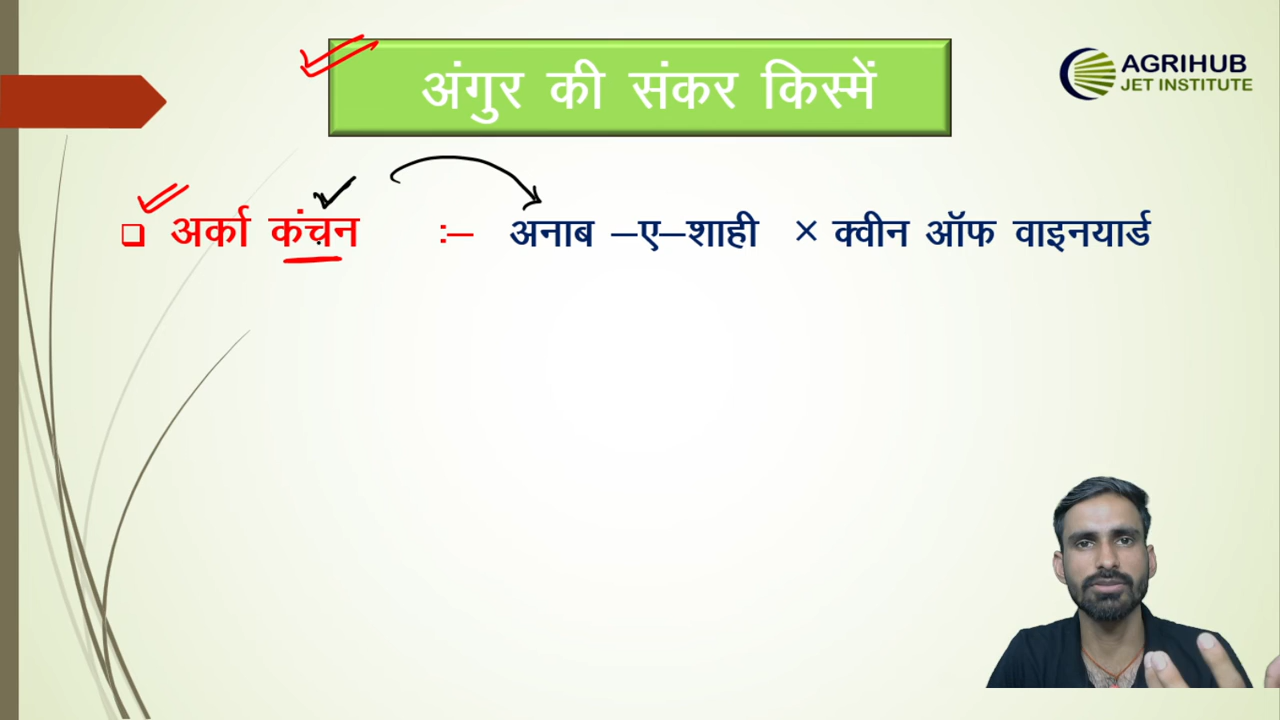 अंगुर की संकर किस्में
AGRIHUB
JET INSTITUTE
❑ अर्का कंचन :– अनाब –ए–शाही × क्वीन ऑफ वाइनयार्ड